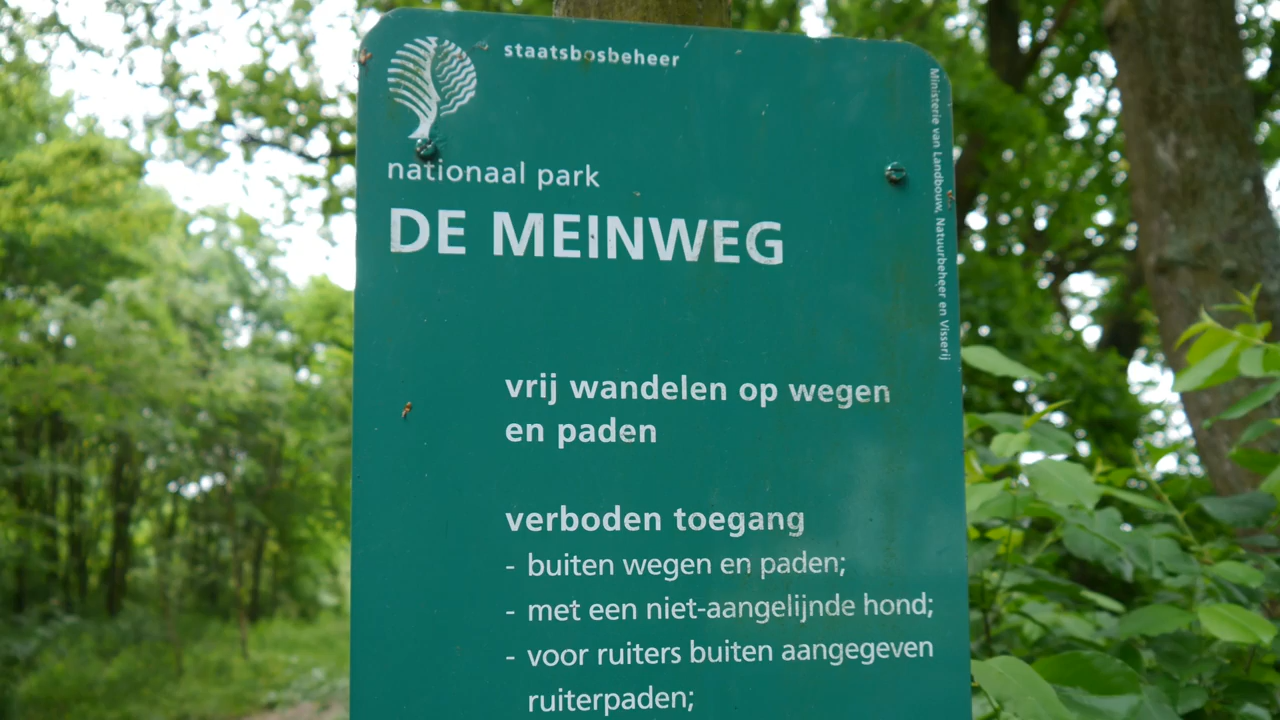 staatsbosbeheer
nationaal park
DE MEINWEG
Ministerie van Landbouw, Natuurbeheer en Visserij
vrij wandelen op wegen
en paden
verboden toegang
- buiten wegen en paden;
- met een niet-aangelijnde hond;
- voor ruiters buiten aangegeven
ruiterpaden;